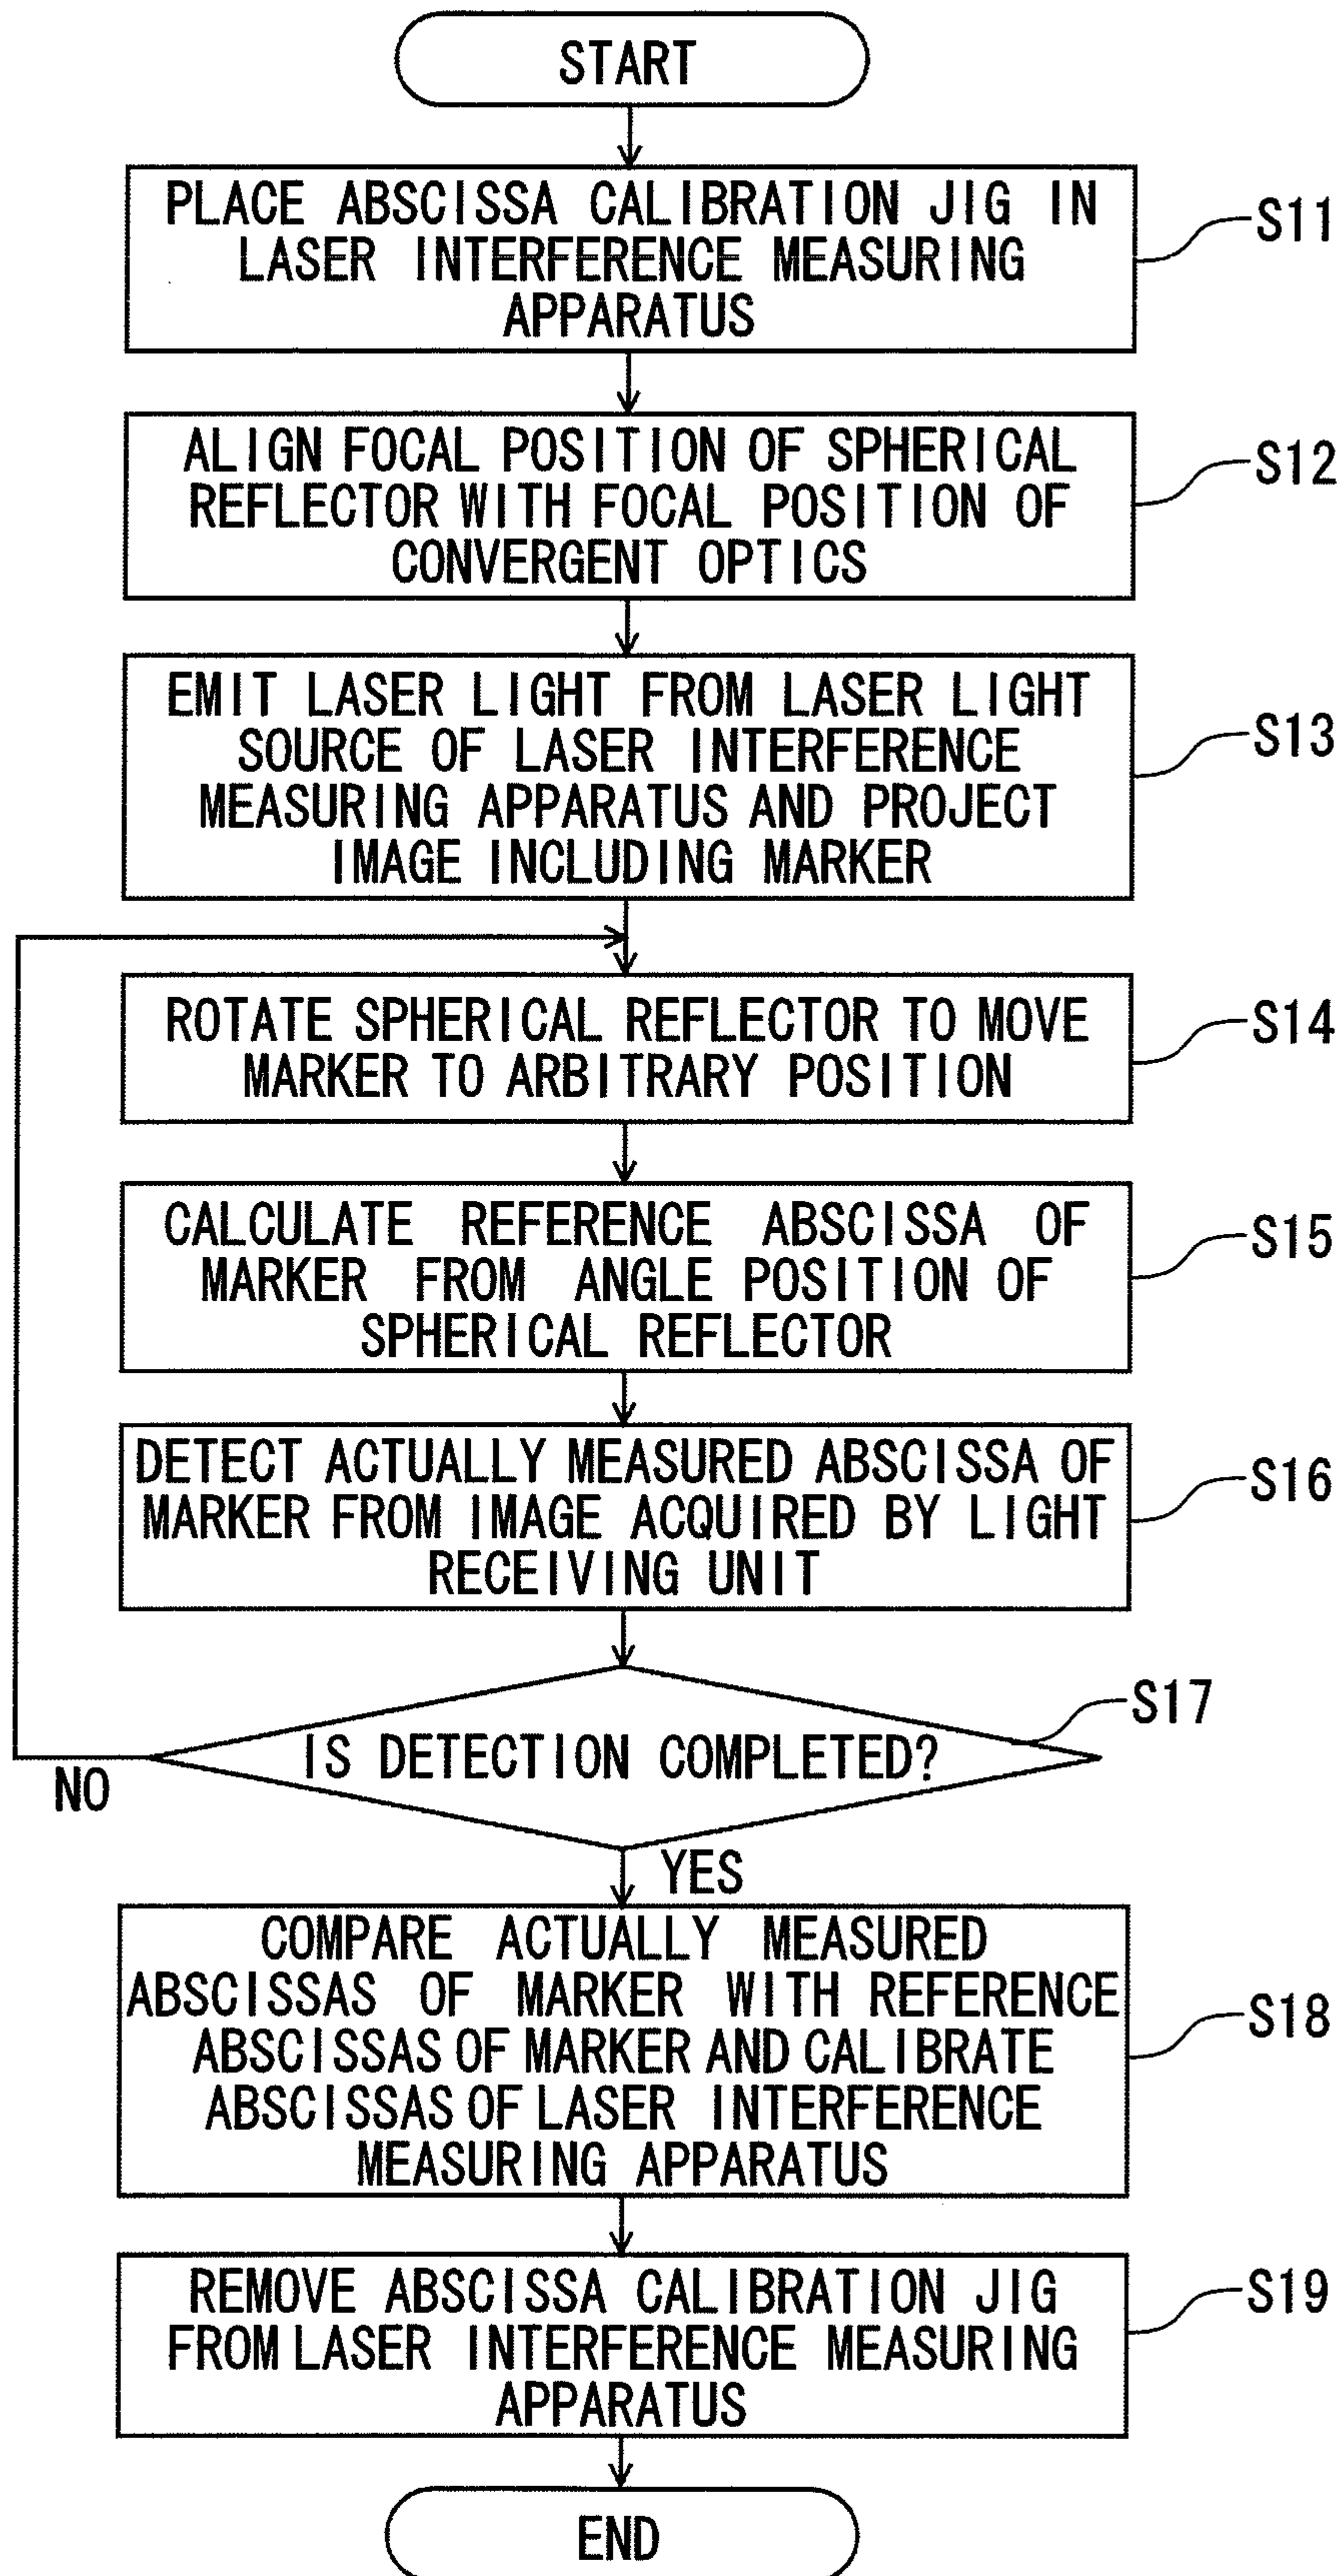 START
PLACE ABSCISSA CALIBRATION JIG IN
LASER INTERFERENCE MEASURING
APPARATUS
S11
ALIGN FOCAL POSITION OF SPHERICAL
REFLECTOR WITH FOCAL POSITION OF
CONVERGENT OPTICS
S12
EMIT LASER LIGHT FROM LASER LIGHT
SOURCE OF LASER INTERFERENCE
MEASURING APPARATUS AND PROJECT
IMAGE INCLUDING MARKER
S13
ROTATE SPHERICAL REFLECTOR TO MOVE
MARKER TO ARBITRARY POSITION
S14
CALCULATE REFERENCE ABSCISSA OF
MARKER FROM ANGLE POSITION OF
SPHERICAL REFLECTOR
S15
DETECT ACTUALLY MEASURED ABSCISSA OF
MARKER FROM IMAGE ACQUIRED BY LIGHT
RECEIVING UNIT
S16
IS DETECTION COMPLETED?
S17
NO
YES
COMPARE ACTUALLY MEASURED
ABSCISSAS OF MARKER WITH REFERENCE
ABSCISSAS OF MARKER AND CALIBRATE
ABSCISSAS OF LASER INTERFERENCE
MEASURING APPARATUS
S18
REMOVE ABSCISSA CALIBRATION JIG
FROM LASER INTERFERENCE MEASURING
APPARATUS
S19
END